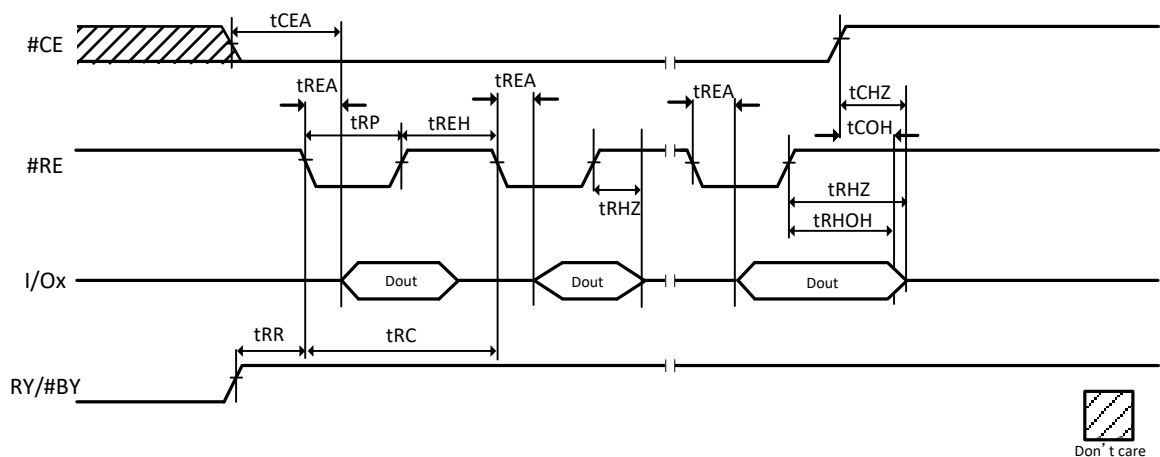 tCEA
#CE
tREA
tREA
tREA
tCHZ
tRP
tREH
tCOH
#RE
tRHZ
tRHZ
tRHOH
I/Ox
Dout
Dout
Dout
tRR
tRC
RY/#BY
Don’t care